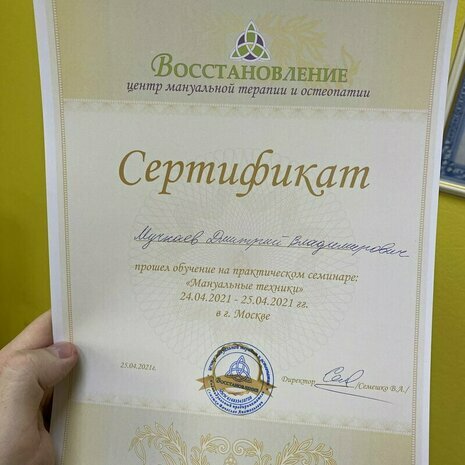 Восстановление
центр мануальной терапии и остеопатии
Сертификат
Мучкаев Дмитрий Владимирович
прошел обучение на практическом семинаре:
«Мануальные техники»
24.04.2021 - 25.04.2021 гг.
в г. Москве
25.04.2021г.
Директор /Семешко В.А./
Восстановление